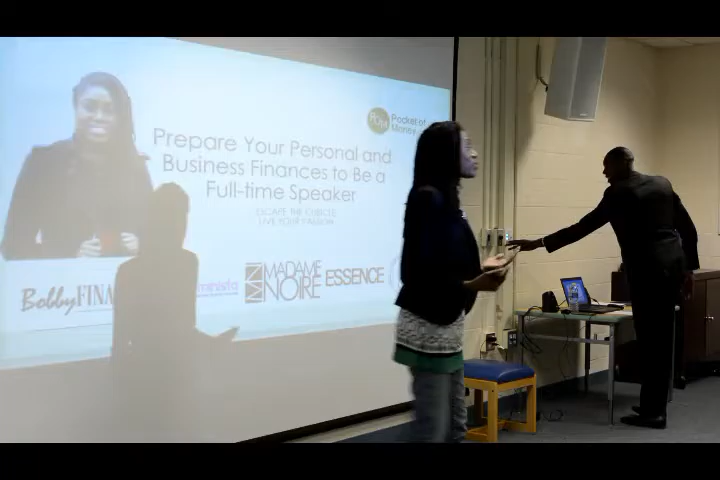 Pocket of
Money
Prepare Your Personal and
Business Finances to Be a
Full-time Speaker
ESCAPE THE CUBICLE
LIVE YOUR PASSION
BobbyFINA
MADAME
NOIRE
ESSENCE